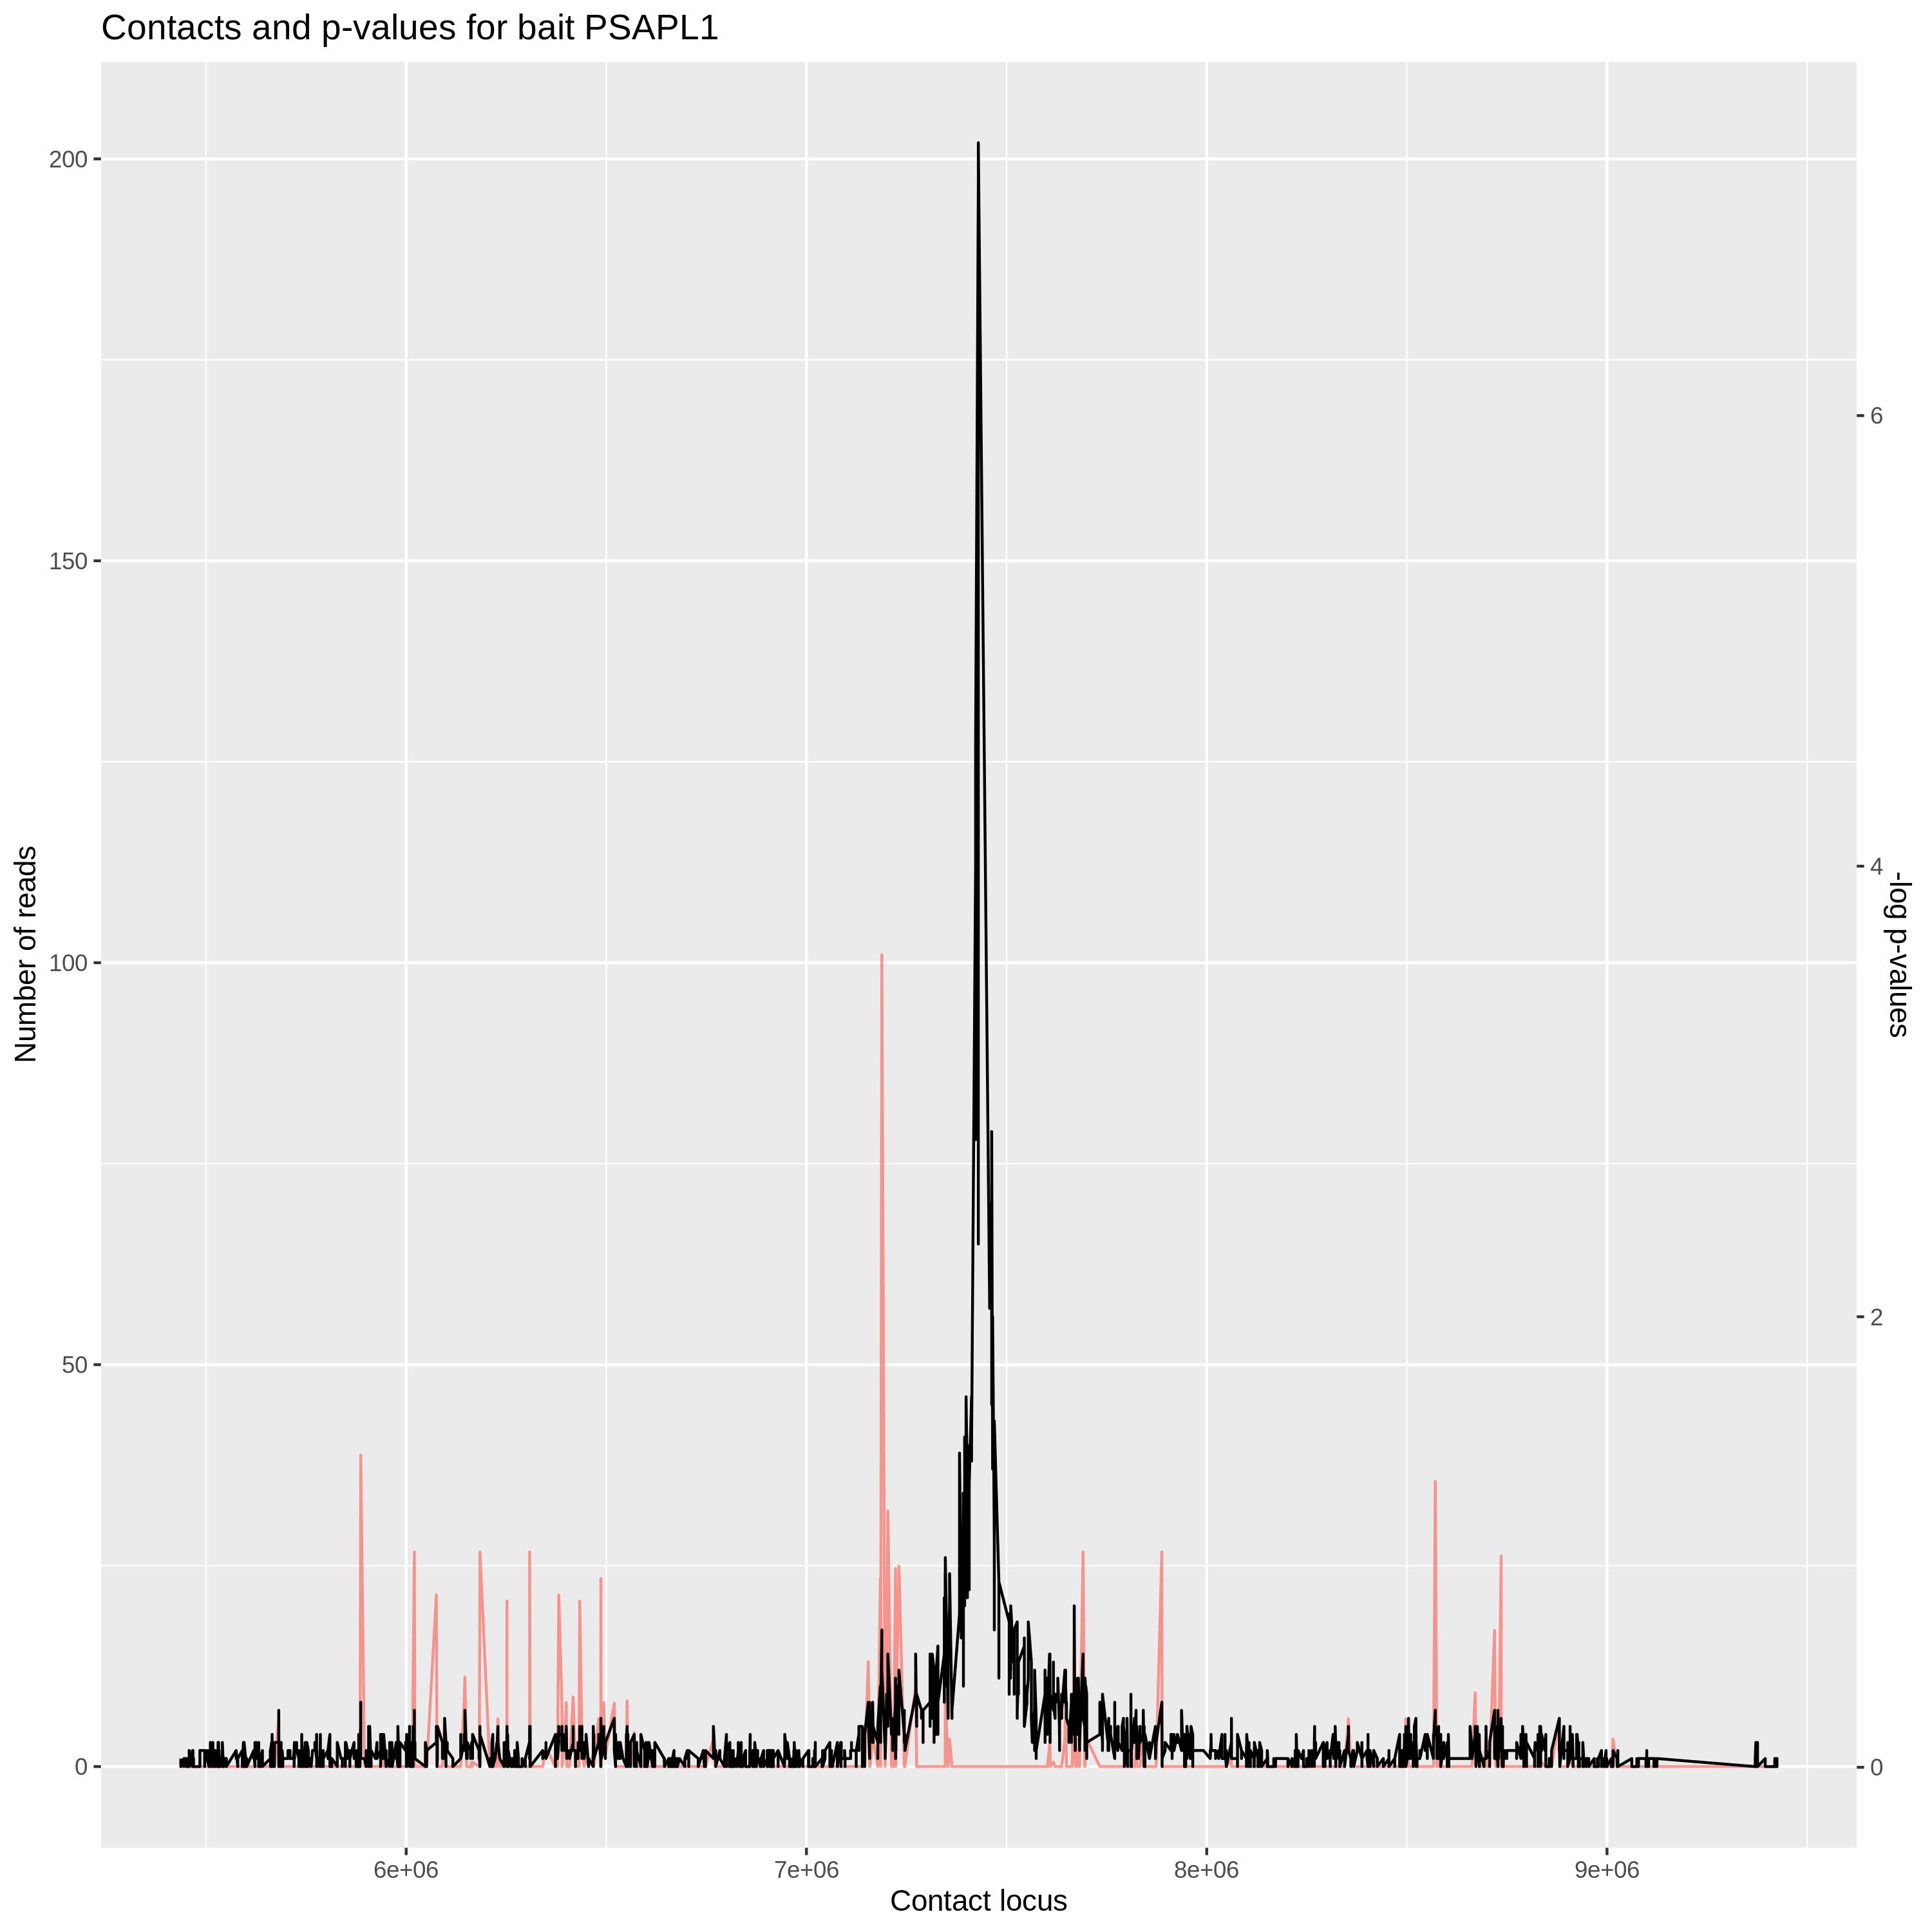 Contacts and p-values for bait PSAPL1
200
150
100
50
0
Number of reads
6
4
2
0
-log p-values
6e+06
7e+06
8e+06
9e+06
Contact locus